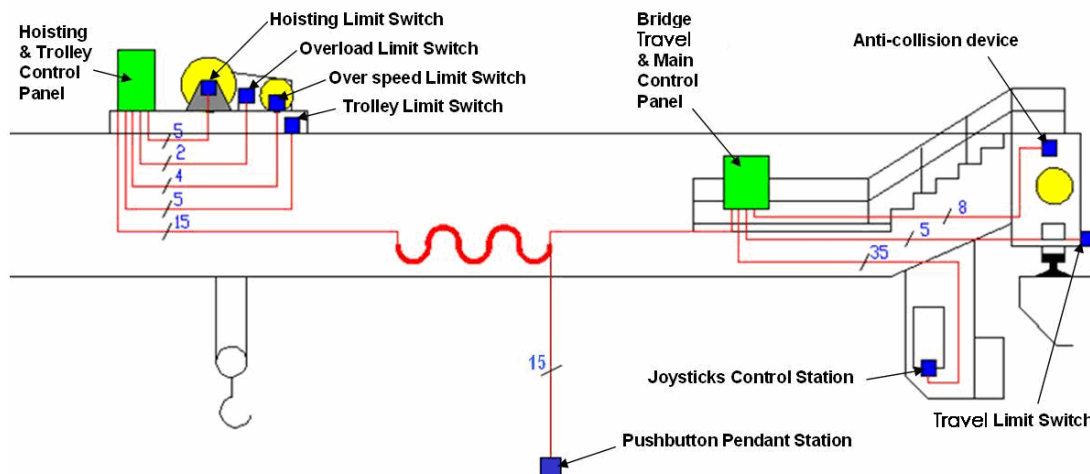 Hoisting
& Trolley
Control
Panel
Hoisting Limit Switch
Overload Limit Switch
Over speed Limit Switch
Trolley Limit Switch
Bridge
Travel
& Main
Control
Panel
Anti-collision device
5
2
4
5
15
8
5
35
15
Joysticks Control Station
Travel Limit Switch
Pushbutton Pendant Station